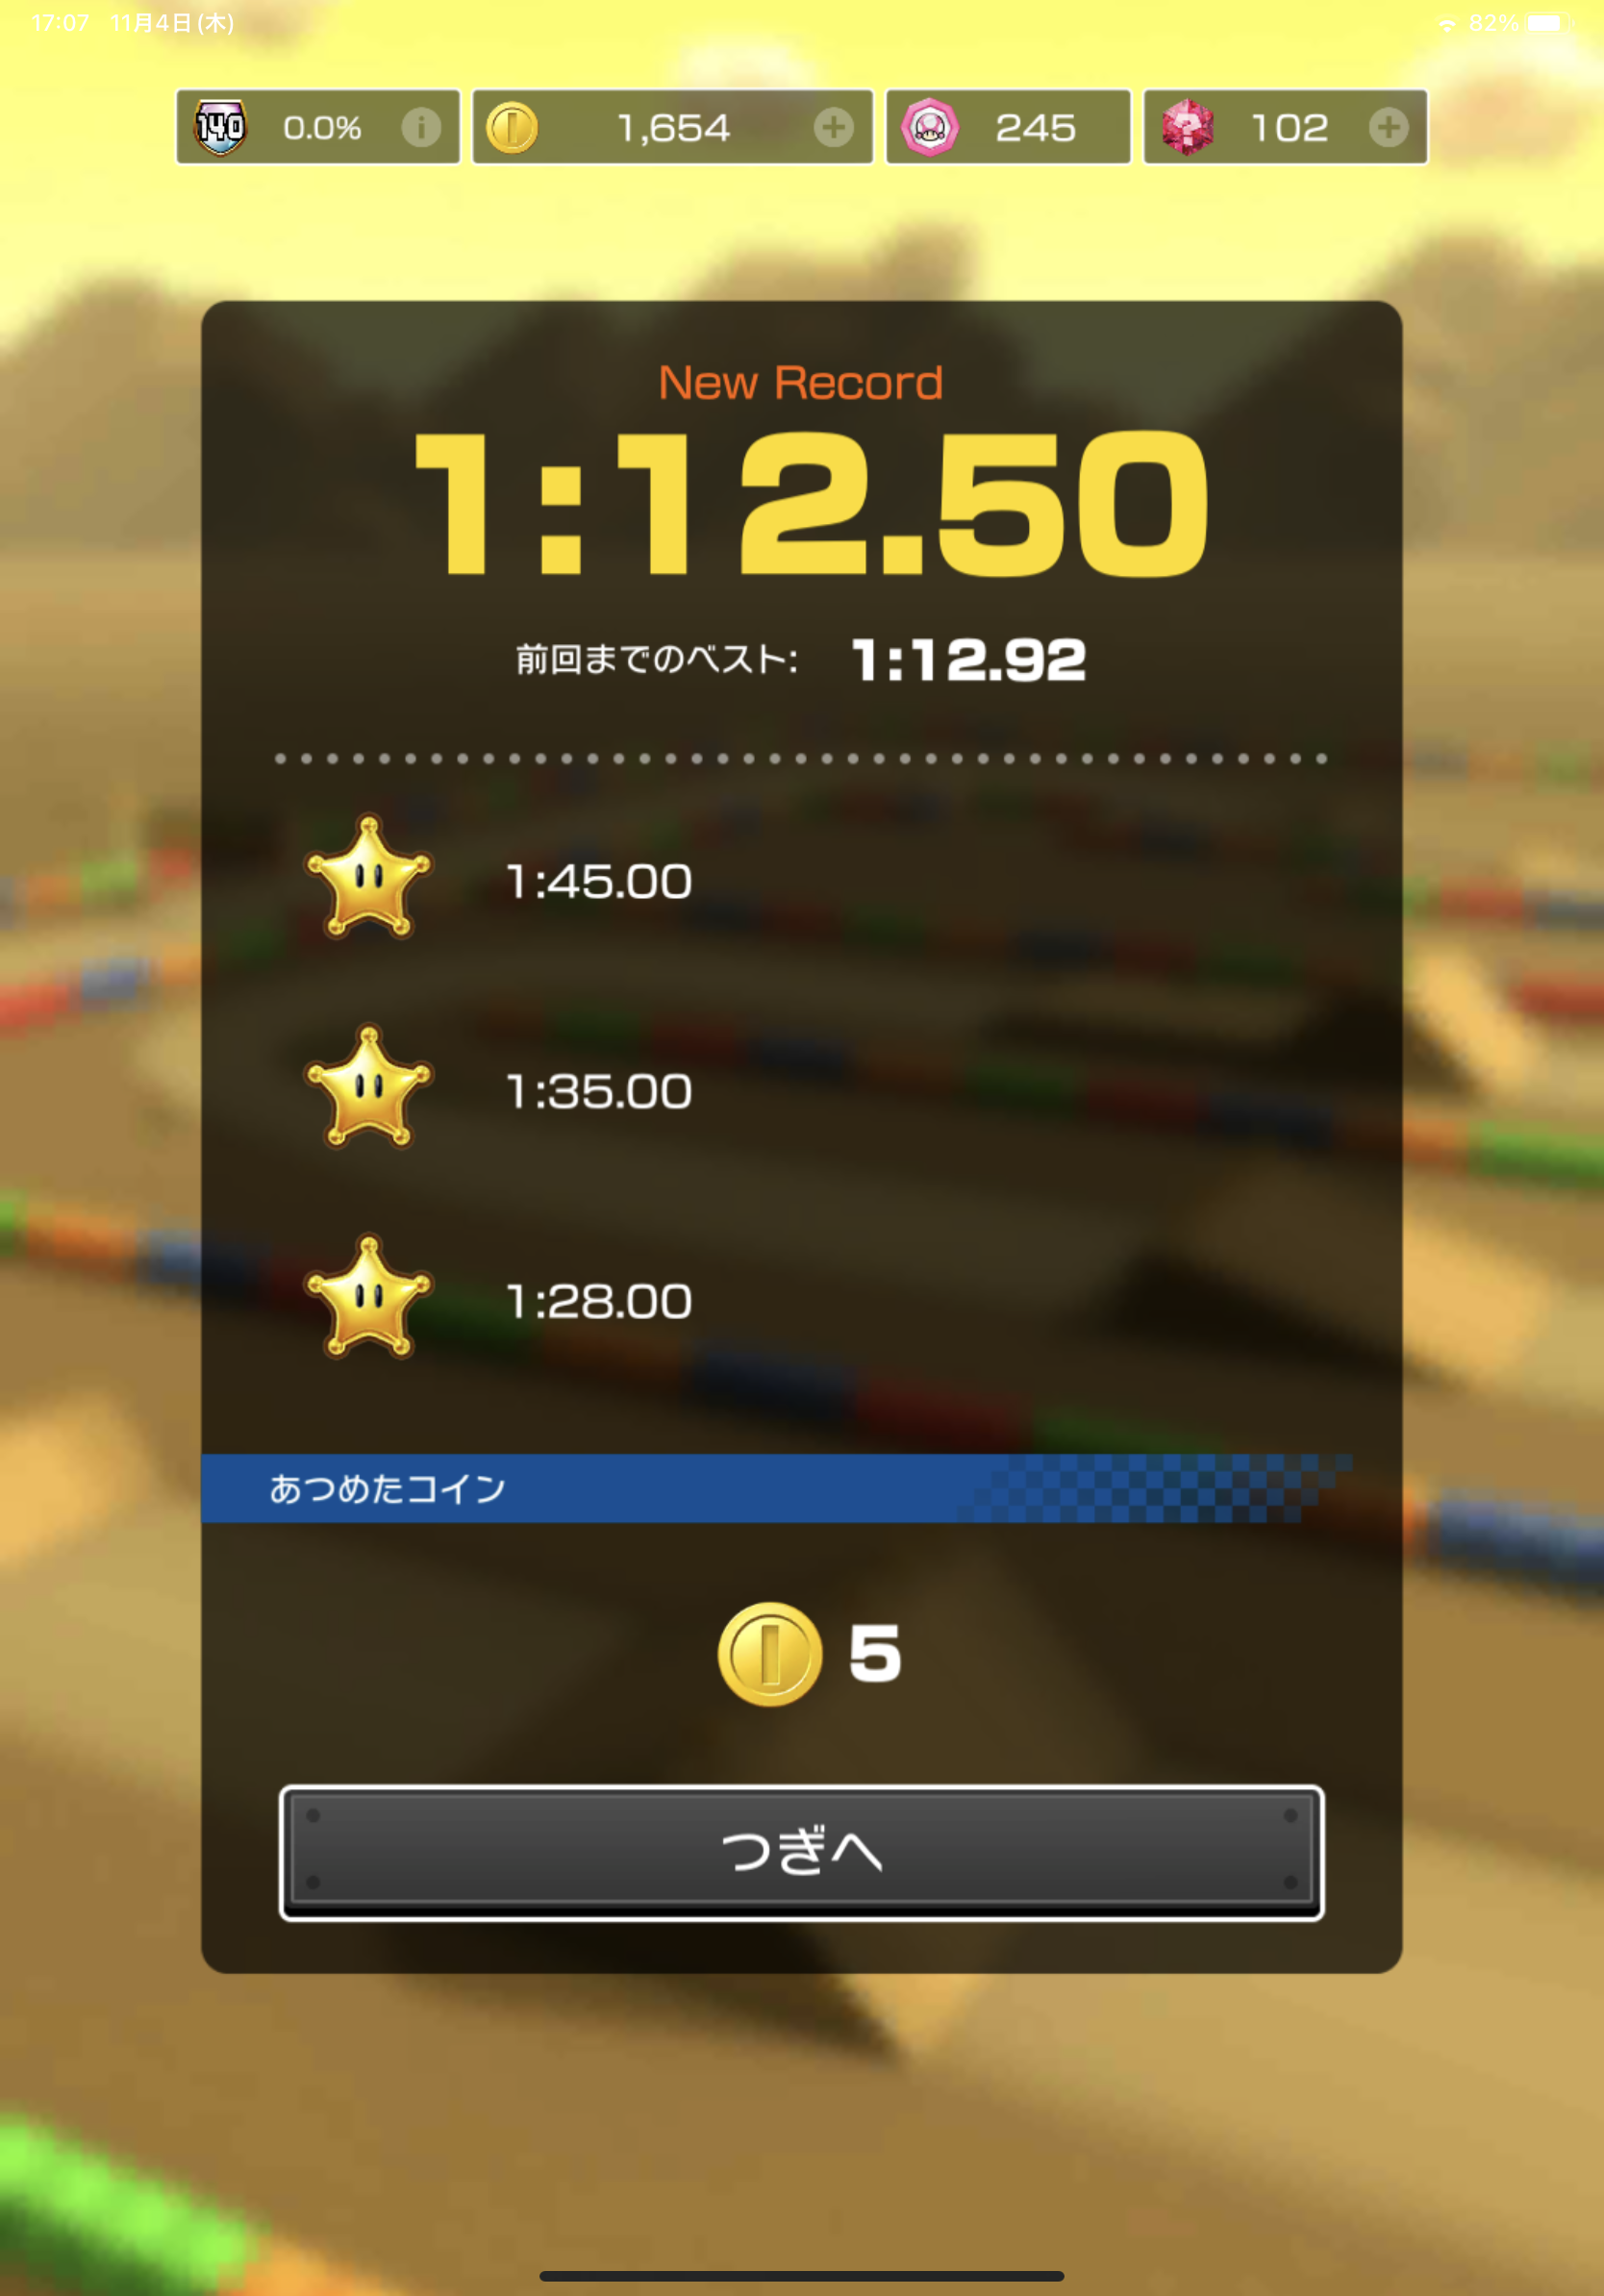 17:07 11月4日(木) 82%
140 0.0% i 1,654 + 245 ? 102 +
New Record
1:12.50
前回までのベスト: 1:12.92
1:45.00
1:35.00
1:28.00
あつめたコイン
5
つぎへ